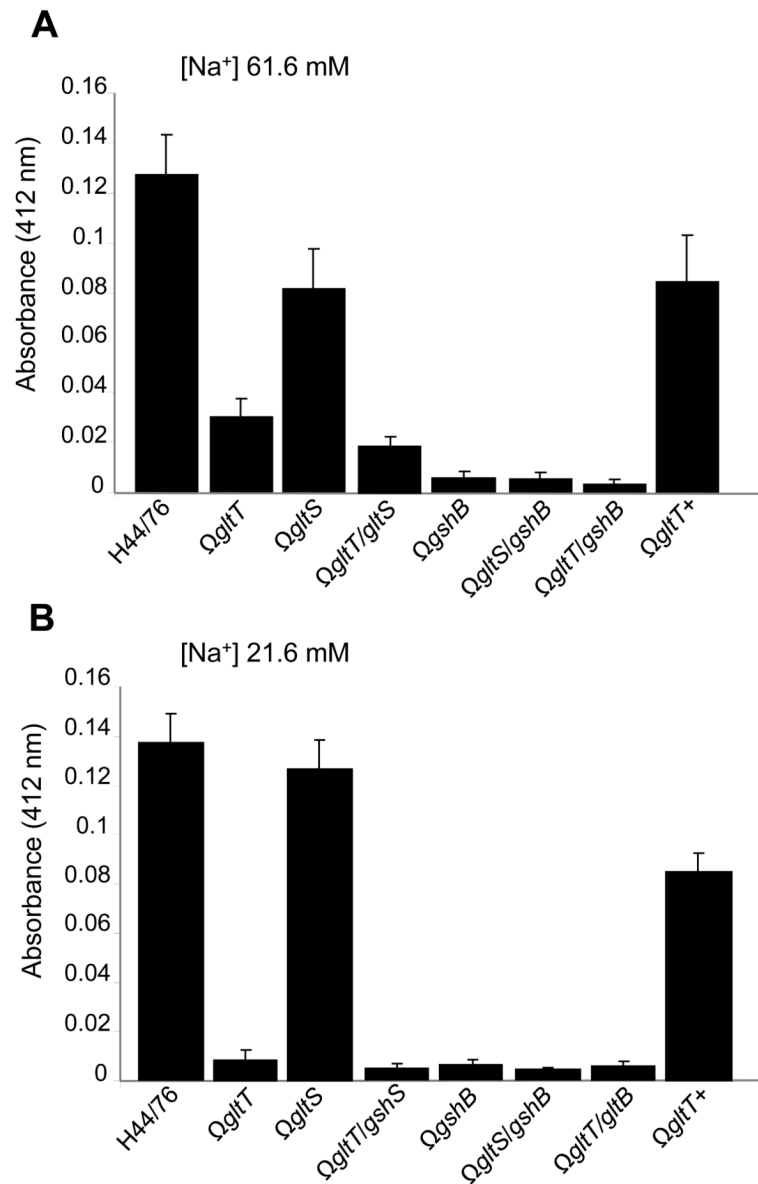 A
[Na⁺] 61.6 mM
Absorbance (412 nm)
0.16
0.14
0.12
0.1
0.08
0.06
0.04
0.02
0
H44/76
ΩgltT
ΩgltS
ΩgltT/gltS
ΩgshB
ΩgltS/gshB
ΩgltT/gshB
ΩgltT+
B
[Na⁺] 21.6 mM
Absorbance (412 nm)
0.16
0.14
0.12
0.1
0.08
0.06
0.04
0.02
0
H44/76
ΩgltT
ΩgltS
ΩgltT/gshS
ΩgshB
ΩgltS/gshB
ΩgltT/gltB
ΩgltT+